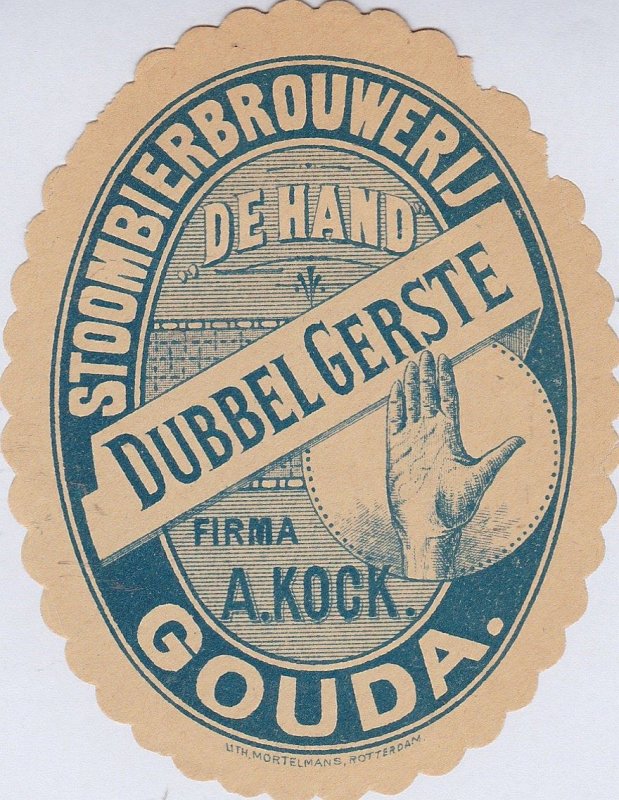 STOOMBIERBROUWERIJ
„DE HAND"
DUBBEL GERSTE
FIRMA
A. KOCK.
GOUDA.
LITH. MORTELMANS, ROTTERDAM.